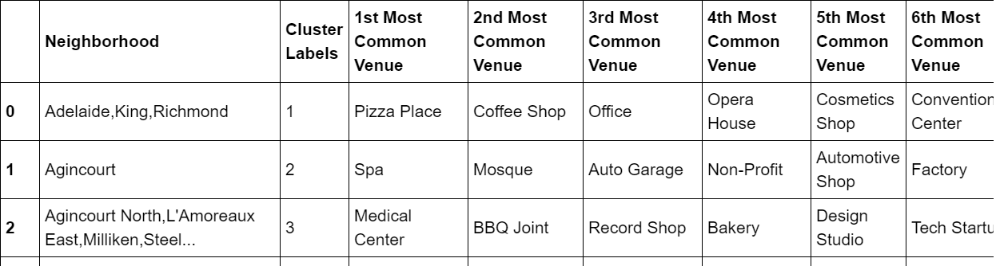 Neighborhood Cluster Labels 1st Most Common Venue 2nd Most Common Venue 3rd Most Common Venue 4th Most Common Venue 5th Most Common Venue 6th Most Common Venue
0 Adelaide,King,Richmond 1 Pizza Place Coffee Shop Office Opera House Cosmetics Shop Convention Center
1 Agincourt 2 Spa Mosque Auto Garage Non-Profit Automotive Shop Factory
2 Agincourt North,L'Amoreaux East,Milliken,Steel... 3 Medical Center BBQ Joint Record Shop Bakery Design Studio Tech Startu